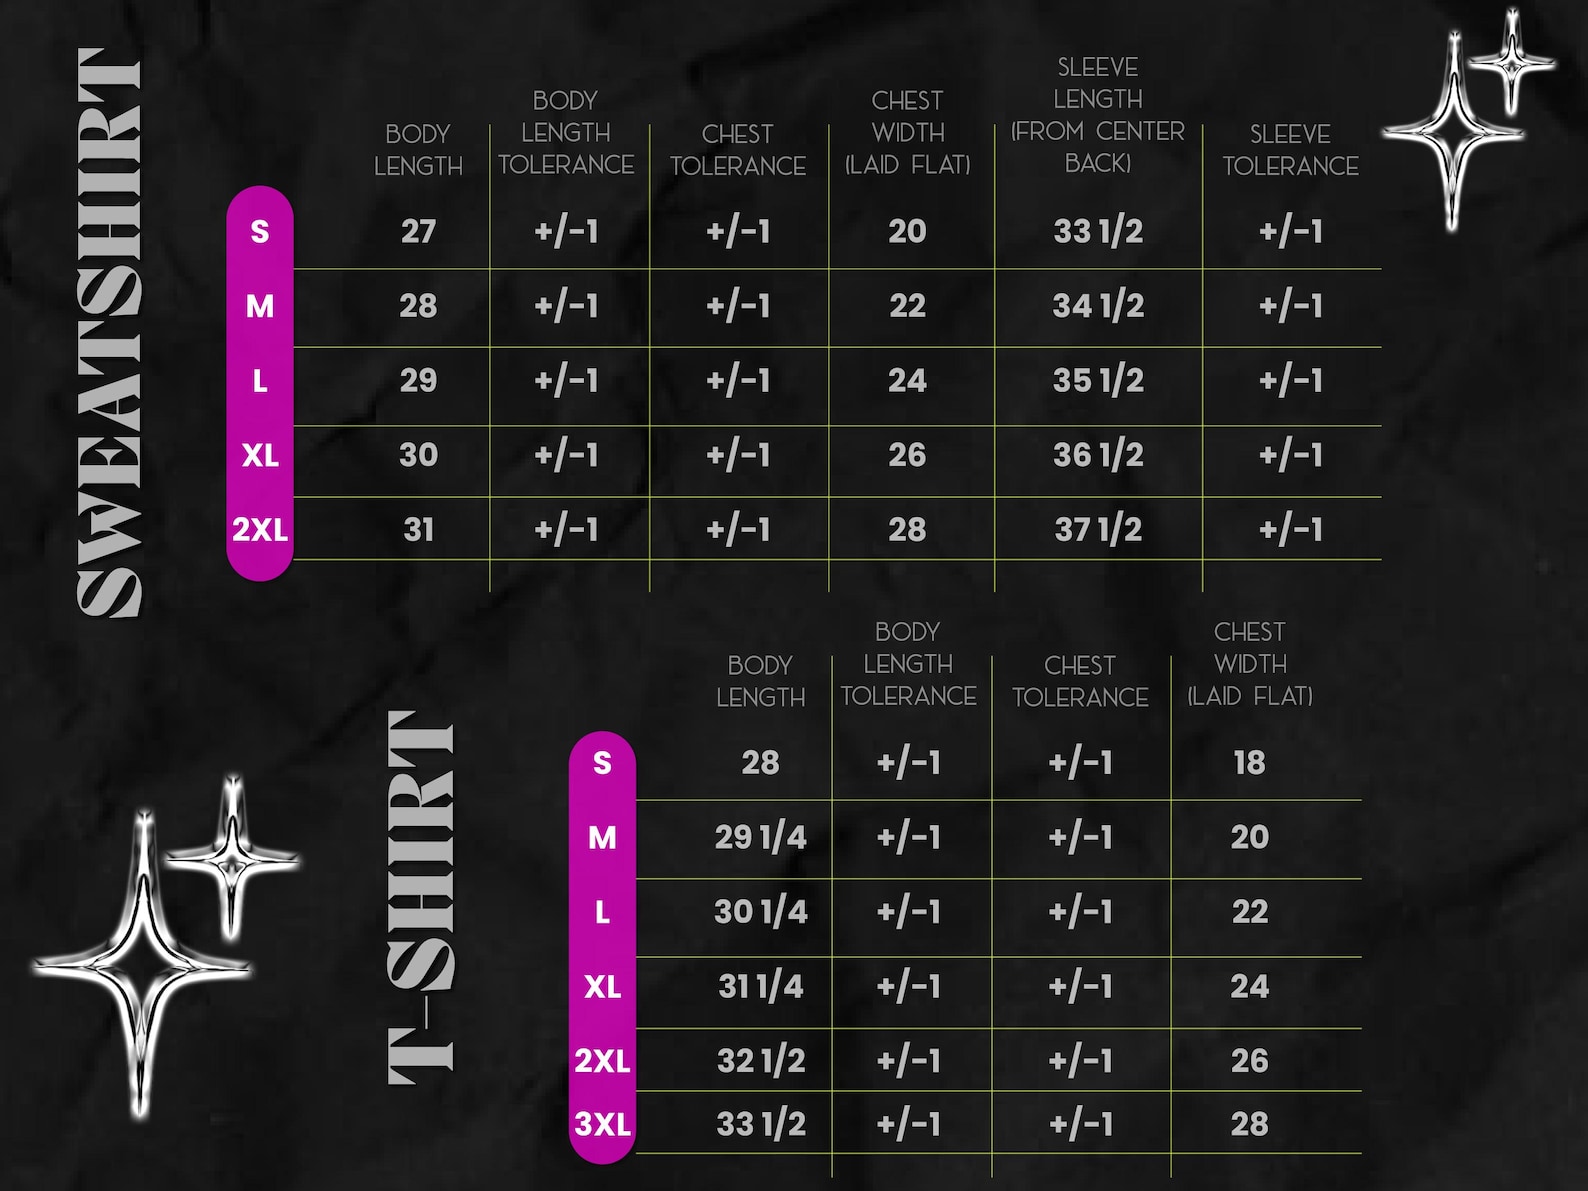 SWEATSHIRT
BODY
LENGTH
BODY
LENGTH
TOLERANCE
CHEST
TOLERANCE
CHEST
WIDTH
(LAID FLAT)
SLEEVE
LENGTH
(FROM CENTER
BACK)
SLEEVE
TOLERANCE
S 27 +/-1 +/-1 20 33 1/2 +/-1
M 28 +/-1 +/-1 22 34 1/2 +/-1
L 29 +/-1 +/-1 24 35 1/2 +/-1
XL 30 +/-1 +/-1 26 36 1/2 +/-1
2XL 31 +/-1 +/-1 28 37 1/2 +/-1
T-SHIRT
BODY
LENGTH
BODY
LENGTH
TOLERANCE
CHEST
TOLERANCE
CHEST
WIDTH
(LAID FLAT)
S 28 +/-1 +/-1 18
M 29 1/4 +/-1 +/-1 20
L 30 1/4 +/-1 +/-1 22
XL 31 1/4 +/-1 +/-1 24
2XL 32 1/2 +/-1 +/-1 26
3XL 33 1/2 +/-1 +/-1 28